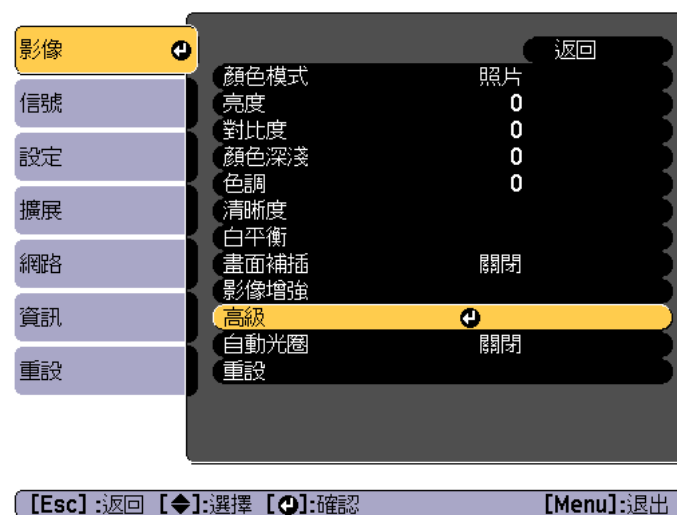 影像
信號
設定
擴展
網路
資訊
重設
返回
顏色模式 照片
亮度 0
對比度 0
顏色深淺 0
色調 0
清晰度
白平衡
畫面補插 關閉
影像增強
高級
自動光圈 關閉
重設
[Esc] :返回 [◆]:選擇 [↵]:確認 [Menu]:退出